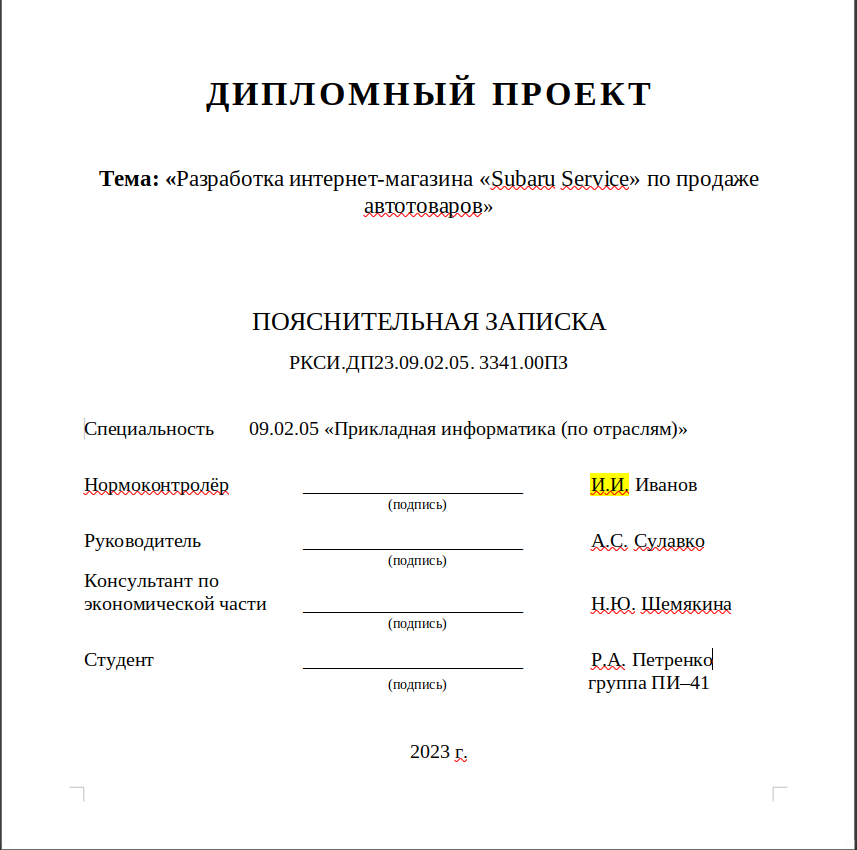 ДИПЛОМНЫЙ ПРОЕКТ
Тема: «Разработка интернет-магазина «Subaru Service» по продаже
автотоваров»
ПОЯСНИТЕЛЬНАЯ ЗАПИСКА
РКСИ.ДП23.09.02.05. 3341.00ПЗ
Специальность 09.02.05 «Прикладная информатика (по отраслям)»
Нормоконтролёр ______________________ И.И. Иванов
(подпись)
Руководитель ______________________ А.С. Сулавко
(подпись)
Консультант по
экономической части ______________________ Н.Ю. Шемякина
(подпись)
Студент ______________________ Р.А. Петренко
(подпись) группа ПИ–41
2023 г.